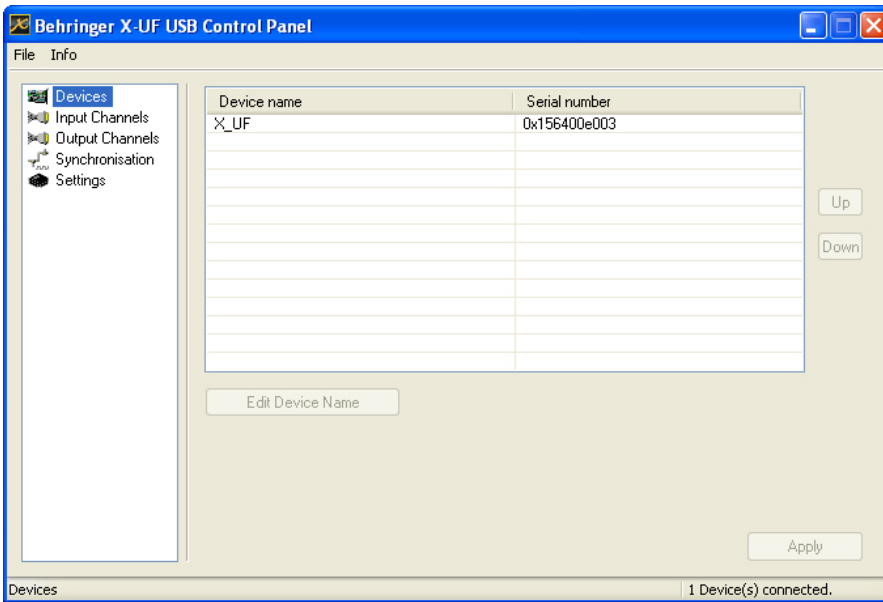 Behringer X-UF USB Control Panel
File Info
Devices
Input Channels
Output Channels
Synchronisation
Settings
Device name Serial number
X_UF 0x156400e003
Up
Down
Edit Device Name
Apply
Devices 1 Device(s) connected.